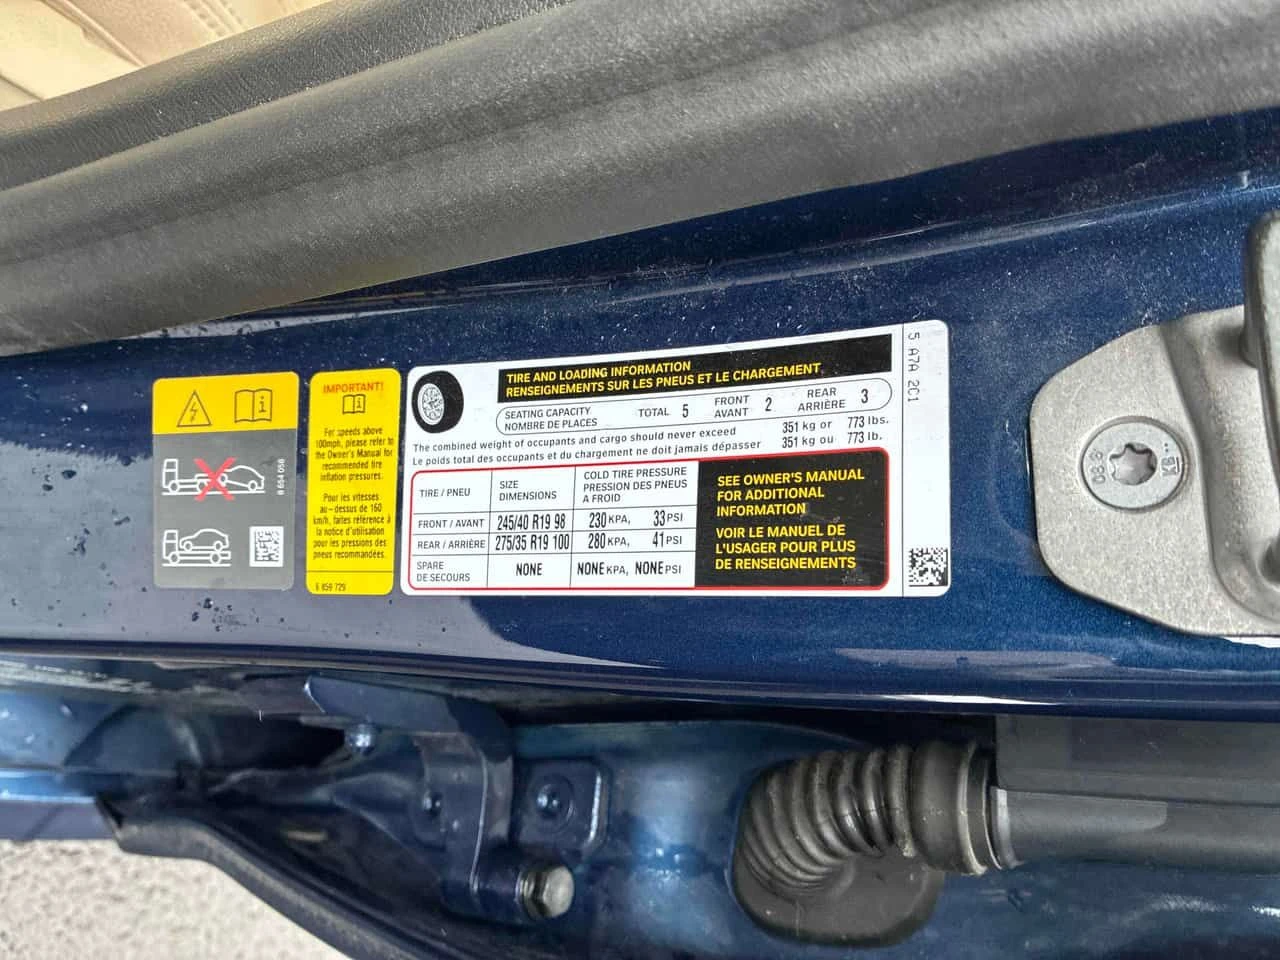 8 654 056
IMPORTANT!
For speeds above
100mph, please refer to
the Owner's Manual for
recommended tire
inflation pressures.
Pour les vitesses
au-dessus de 160
km/h, faites référence à
la notice d'utilisation
pour les pressions des
pneus recommandées.
6 859 729
TIRE AND LOADING INFORMATION
RENSEIGNEMENTS SUR LES PNEUS ET LE CHARGEMENT
SEATING CAPACITY
NOMBRE DE PLACES
TOTAL 5
FRONT
AVANT
2
REAR
ARRIÈRE
3
The combined weight of occupants and cargo should never exceed 351 kg or 773 lbs.
Le poids total des occupants et du chargement ne doit jamais dépasser 351 kg ou 773 lb.
TIRE / PNEU
SIZE
DIMENSIONS
COLD TIRE PRESSURE
PRESSION DES PNEUS
A FROID
FRONT / AVANT 245/40 R19 98 230 KPA, 33 PSI
REAR / ARRIÈRE 275/35 R19 100 280 KPA, 41 PSI
SPARE
DE SECOURS
NONE NONE KPA, NONE PSI
SEE OWNER'S MANUAL
FOR ADDITIONAL
INFORMATION
VOIR LE MANUEL DE
L'USAGER POUR PLUS
DE RENSEIGNEMENTS
5 A7A 2C1